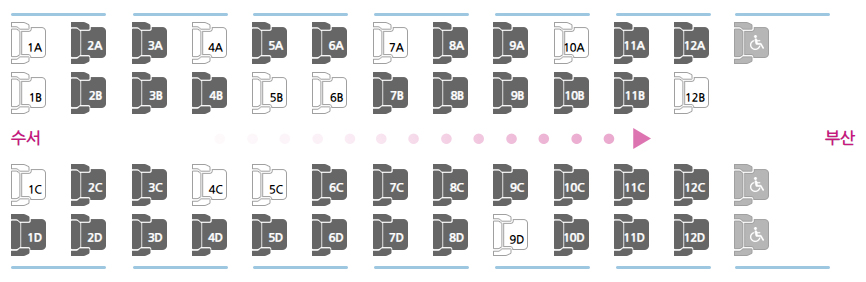 1A 2A 3A 4A 5A 6A 7A 8A 9A 10A 11A 12A
1B 2B 3B 4B 5B 6B 7B 8B 9B 10B 11B 12B
수서 부산
1C 2C 3C 4C 5C 6C 7C 8C 9C 10C 11C 12C
1D 2D 3D 4D 5D 6D 7D 8D 9D 10D 11D 12D